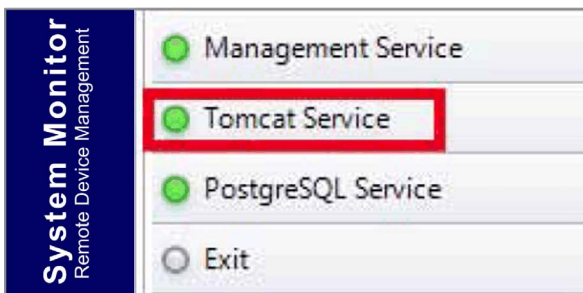 System Monitor
Remote Device Management
Management Service
Tomcat Service
PostgreSQL Service
Exit